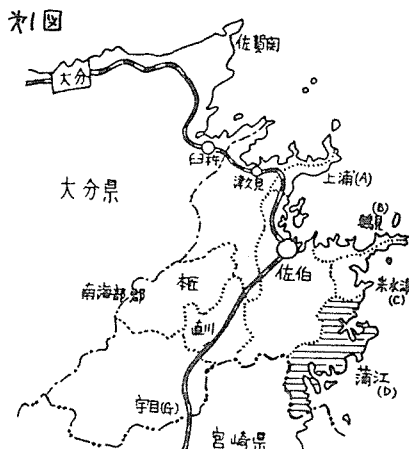 第1図
佐賀関
大分
臼杵
津久見
上浦(A)
大分県
(B)
鶴見
佐伯
米水津
(C)
南海部郡
本匠
直川
蒲江
(D)
宇目(G)
宮崎県